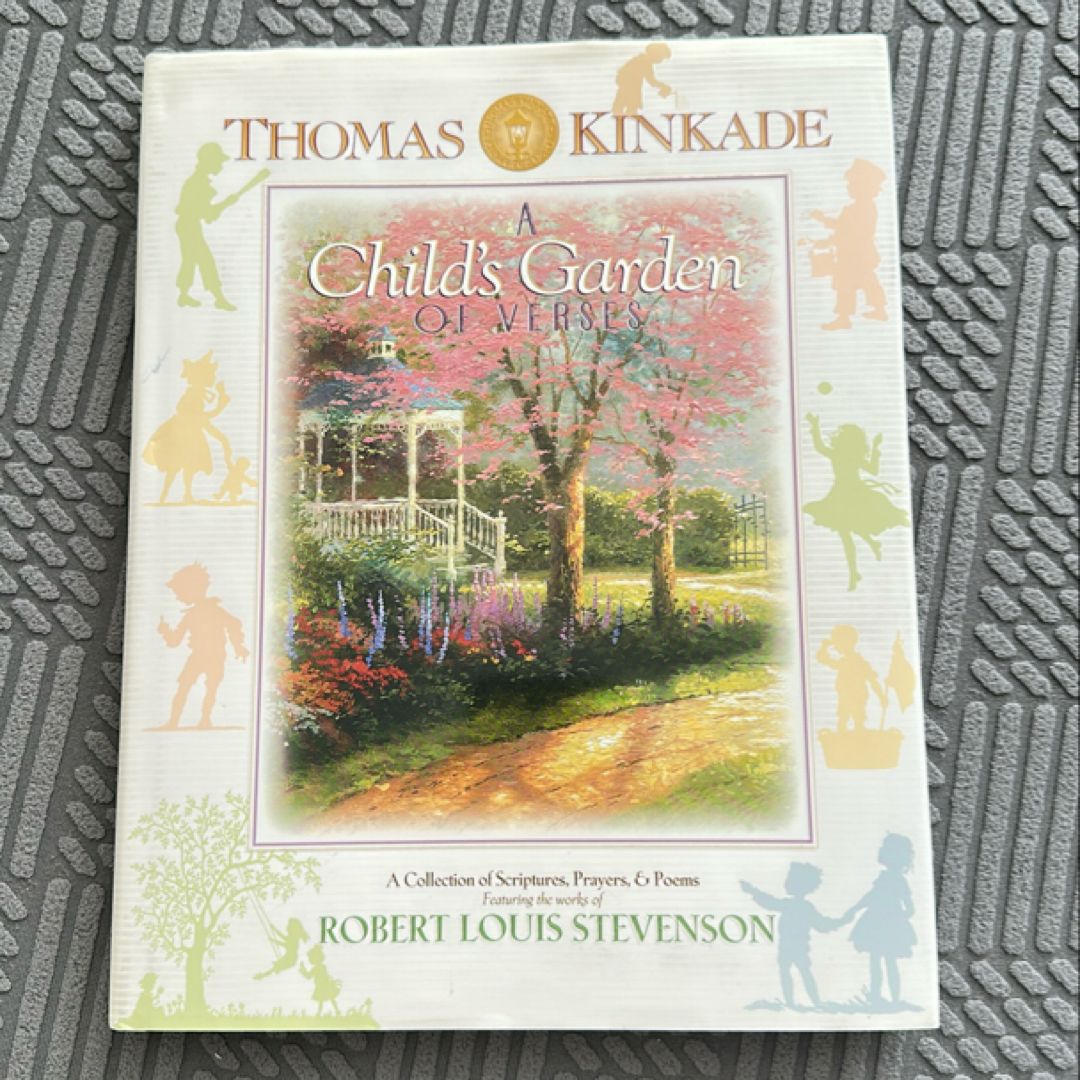 THOMAS KINKADE
A
Child's Garden
OF VERSES
A Collection of Scriptures, Prayers, & Poems
Featuring the works of
ROBERT LOUIS STEVENSON